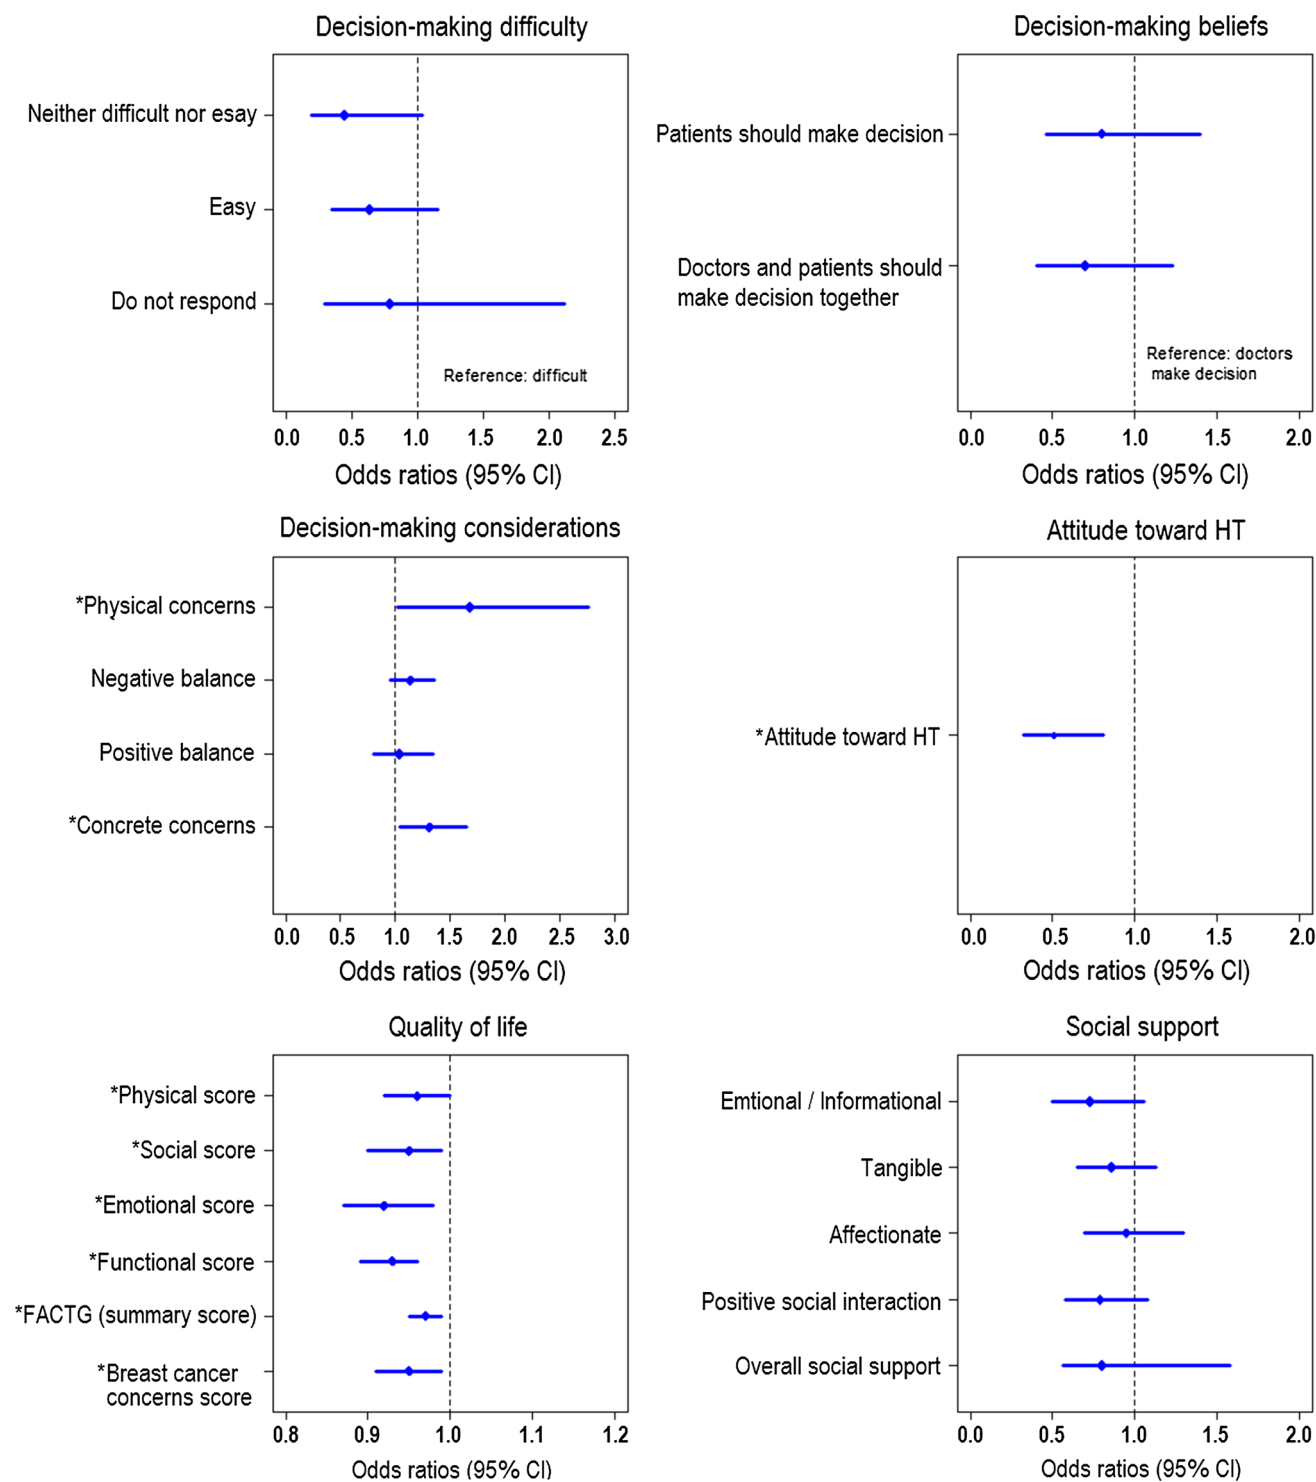 Decision-making difficulty
Neither difficult nor esay
Easy
Do not respond
Reference: difficult
0.0 0.5 1.0 1.5 2.0 2.5
Odds ratios (95% CI)
Decision-making beliefs
Patients should make decision
Doctors and patients should
make decision together
Reference: doctors
make decision
0.0 0.5 1.0 1.5 2.0
Odds ratios (95% CI)
Decision-making considerations
*Physical concerns
Negative balance
Positive balance
*Concrete concerns
0.0 0.5 1.0 1.5 2.0 2.5 3.0
Odds ratios (95% CI)
Attitude toward HT
*Attitude toward HT
0.0 0.5 1.0 1.5 2.0
Odds ratios (95% CI)
Quality of life
*Physical score
*Social score
*Emotional score
*Functional score
*FACTG (summary score)
*Breast cancer
concerns score
0.8 0.9 1.0 1.1 1.2
Odds ratios (95% CI)
Social support
Emtional / Informational
Tangible
Affectionate
Positive social interaction
Overall social support
0.0 0.5 1.0 1.5 2.0
Odds ratios (95% CI)